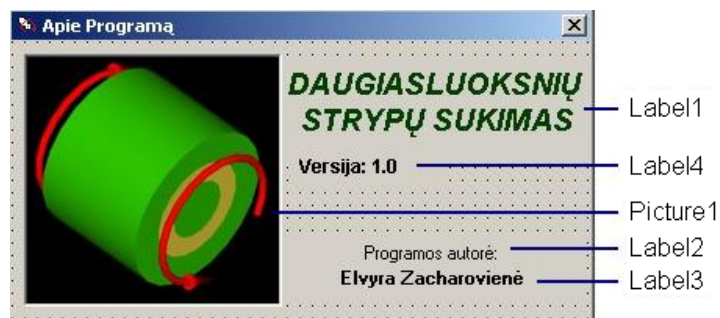 Apie Programą
DAUGIASLUOKSNIŲ
STRYPŲ SUKIMAS
Label1
Versija: 1.0
Label4
Picture1
Programos autorė:
Label2
Elvyra Zacharovienė
Label3